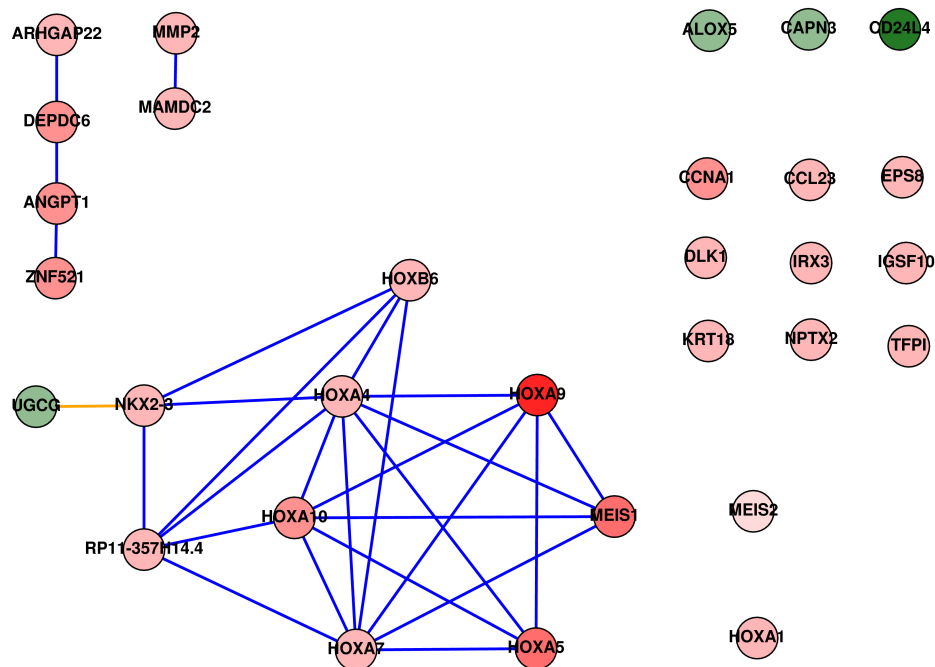 ARHGAP22
MMP2
ALOX5
CAPN3
CD24L4
MAMDC2
DEPDC6
CCNA1
CCL23
EPS8
ANGPT1
DLK1
IRX3
IGSF10
ZNF521
HOXB6
KRT18
NPTX2
TFPI
UGCG
NKX2-3
HOXA4
HOXA9
HOXA10
MEIS1
MEIS2
RP11-357H14.4
HOXA7
HOXA5
HOXA1